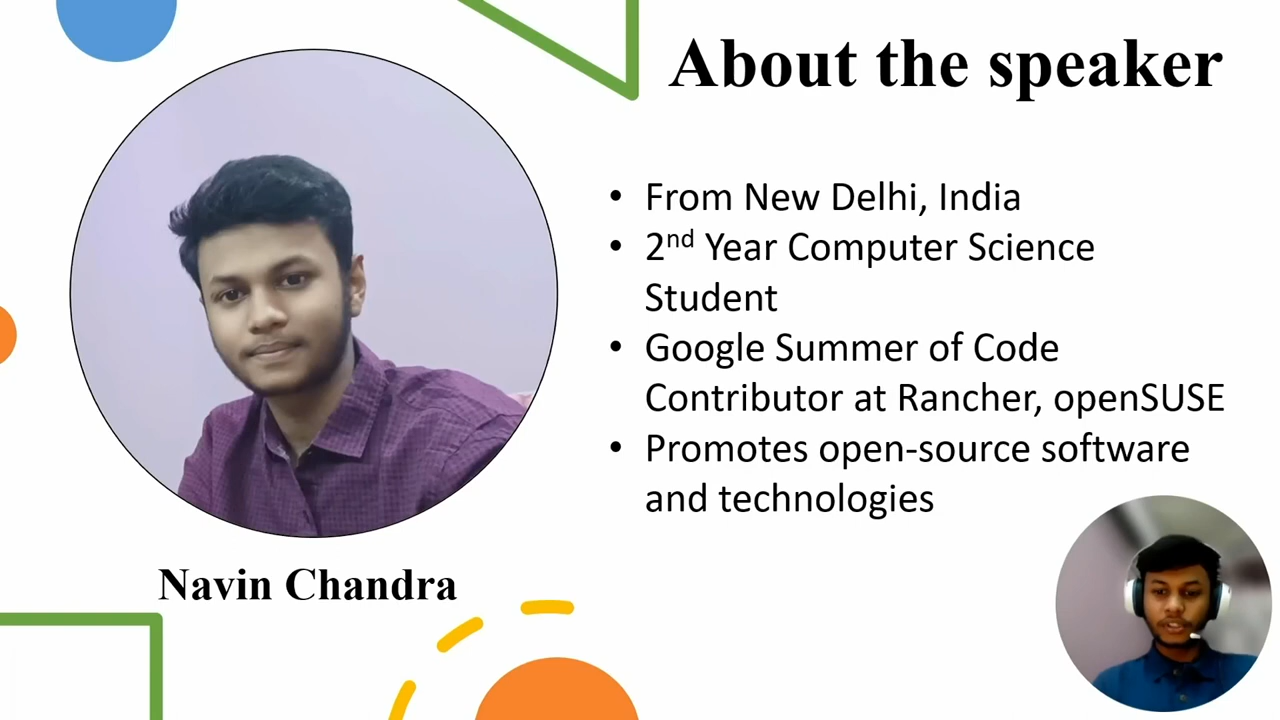 About the speaker
• From New Delhi, India
• 2nd Year Computer Science
Student
• Google Summer of Code
Contributor at Rancher, openSUSE
• Promotes open-source software
and technologies
Navin Chandra